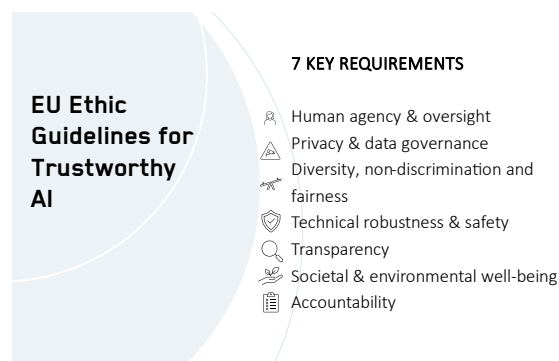 EU Ethic
Guidelines for
Trustworthy
AI
7 KEY REQUIREMENTS
Human agency & oversight
Privacy & data governance
Diversity, non-discrimination and
fairness
Technical robustness & safety
Transparency
Societal & environmental well-being
Accountability